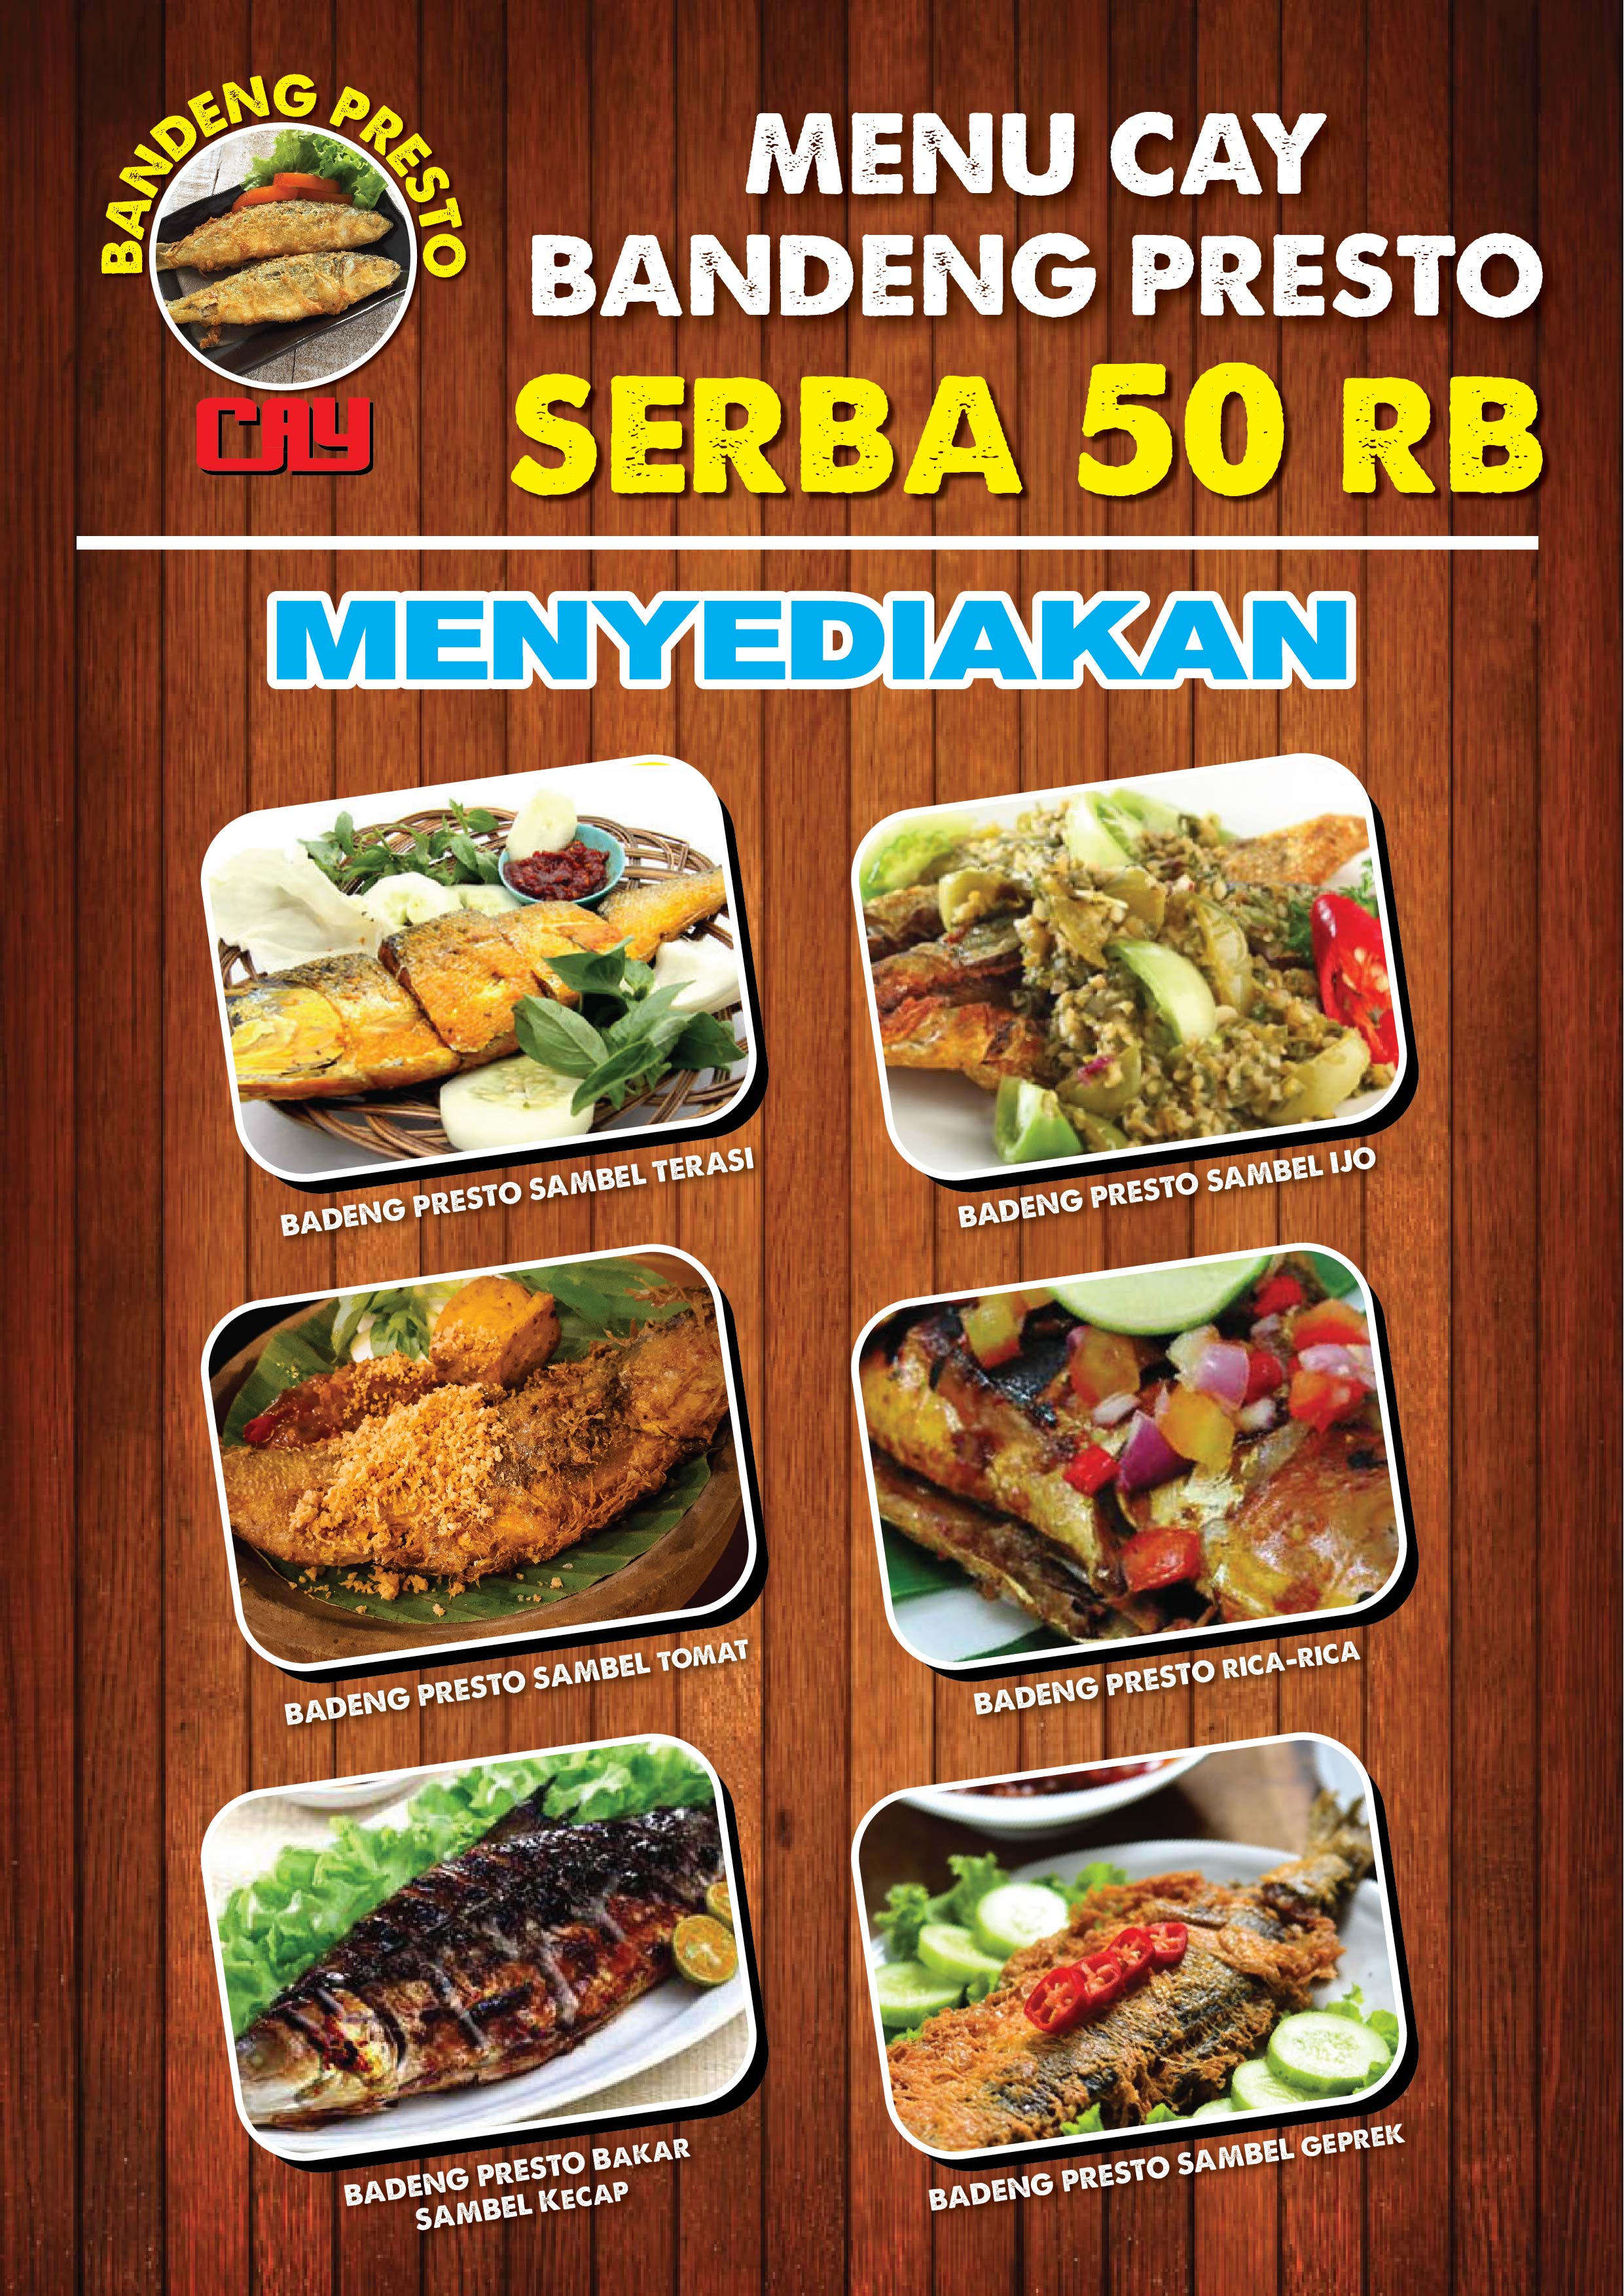 BANDENG PRESTO
CAY
MENU CAY
BANDENG PRESTO
SERBA 50 RB
MENYEDIAKAN
BADENG PRESTO SAMBEL TERASI
BADENG PRESTO SAMBEL IJO
BADENG PRESTO SAMBEL TOMAT
BADENG PRESTO RICA-RICA
BADENG PRESTO BAKAR
SAMBEL KECAP
BADENG PRESTO SAMBEL GEPREK